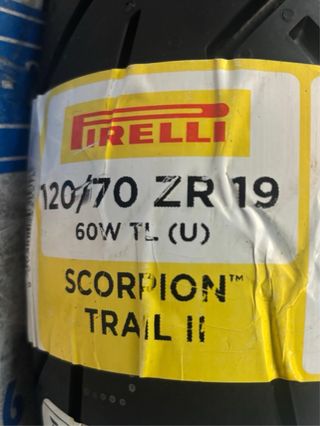 PIRELLI
120/70 ZR 19
60W TL (U)
SCORPION™
TRAIL II